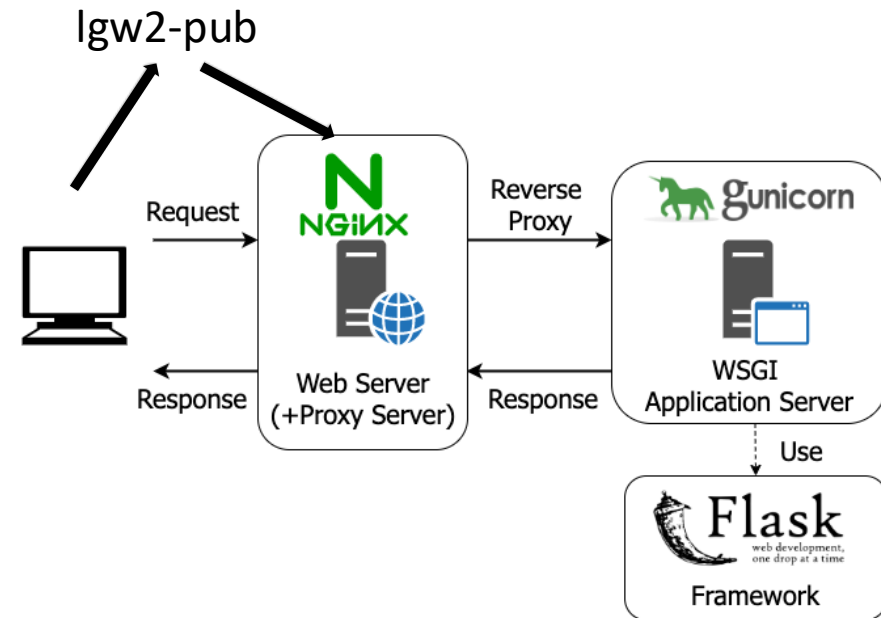 lgw2-pub
Request
NGiNX
Web Server
(+Proxy Server)
Response
Reverse
Proxy
Response
gunicorn
WSGI
Application Server
Use
Flask
web development,
one drop at a time
Framework